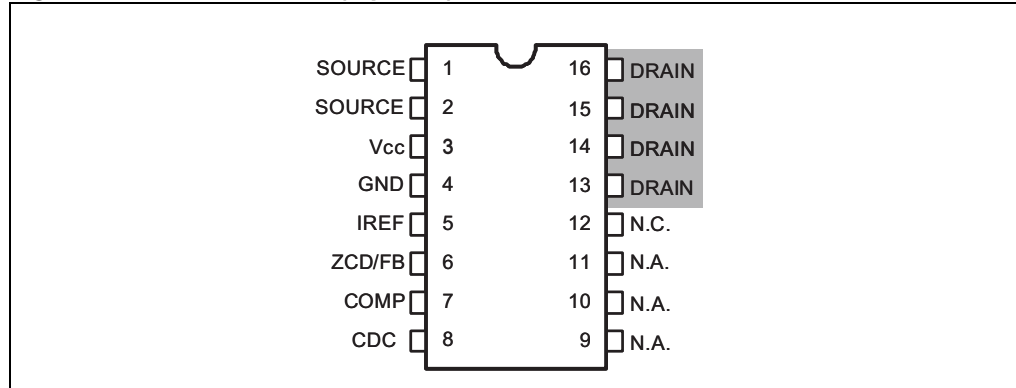 SOURCE 1 16 DRAIN
SOURCE 2 15 DRAIN
Vcc 3 14 DRAIN
GND 4 13 DRAIN
IREF 5 12 N.C.
ZCD/FB 6 11 N.A.
COMP 7 10 N.A.
CDC 8 9 N.A.